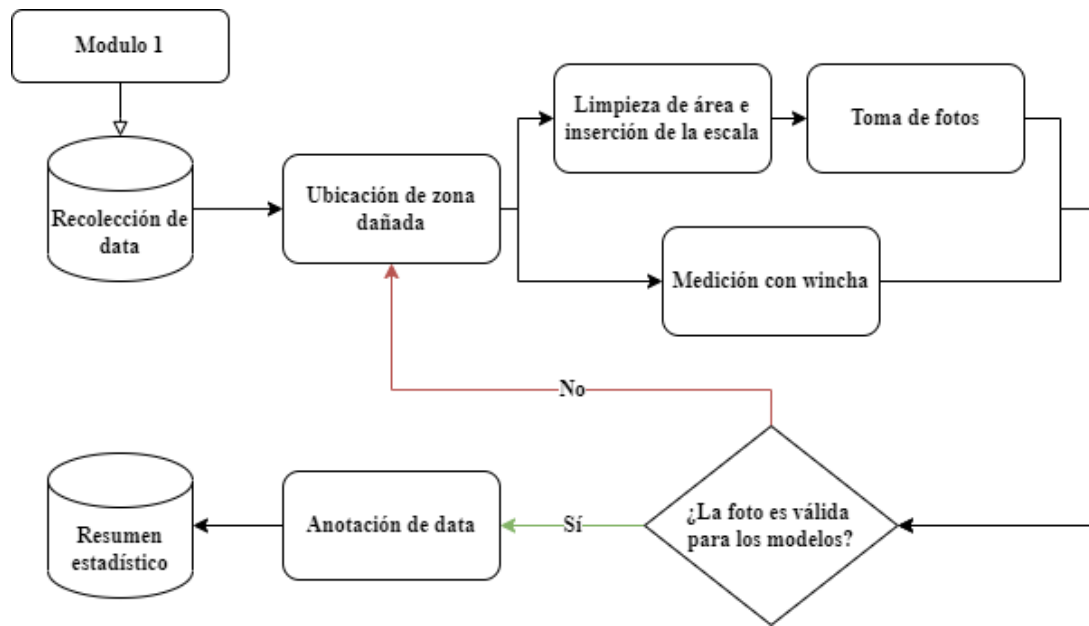 Modulo 1
Recolección de
data
Ubicación de zona
dañada
Limpieza de área e
inserción de la escala
Toma de fotos
Medición con wincha
No
¿La foto es válida
para los modelos?
Sí
Anotación de data
Resumen
estadístico